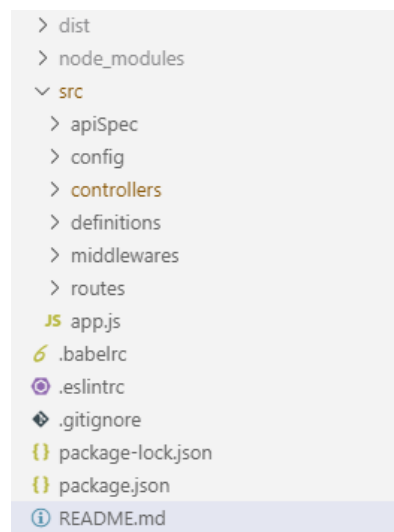 dist
node_modules
src
apiSpec
config
controllers
definitions
middlewares
routes
JS app.js
.babelrc
.eslintrc
.gitignore
{} package-lock.json
{} package.json
README.md